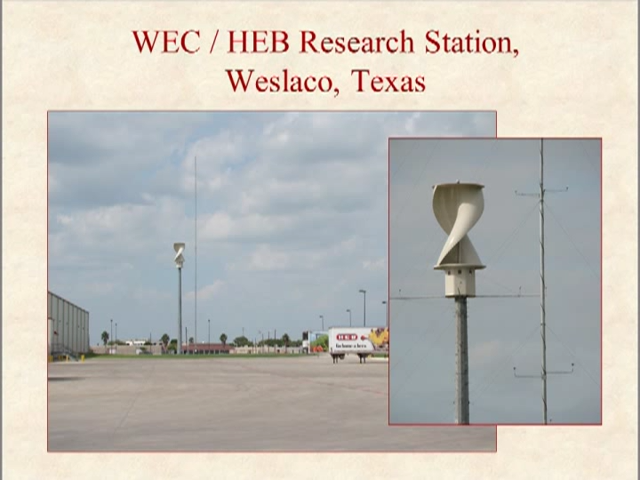 WEC / HEB Research Station,
Weslaco, Texas
H-E-B